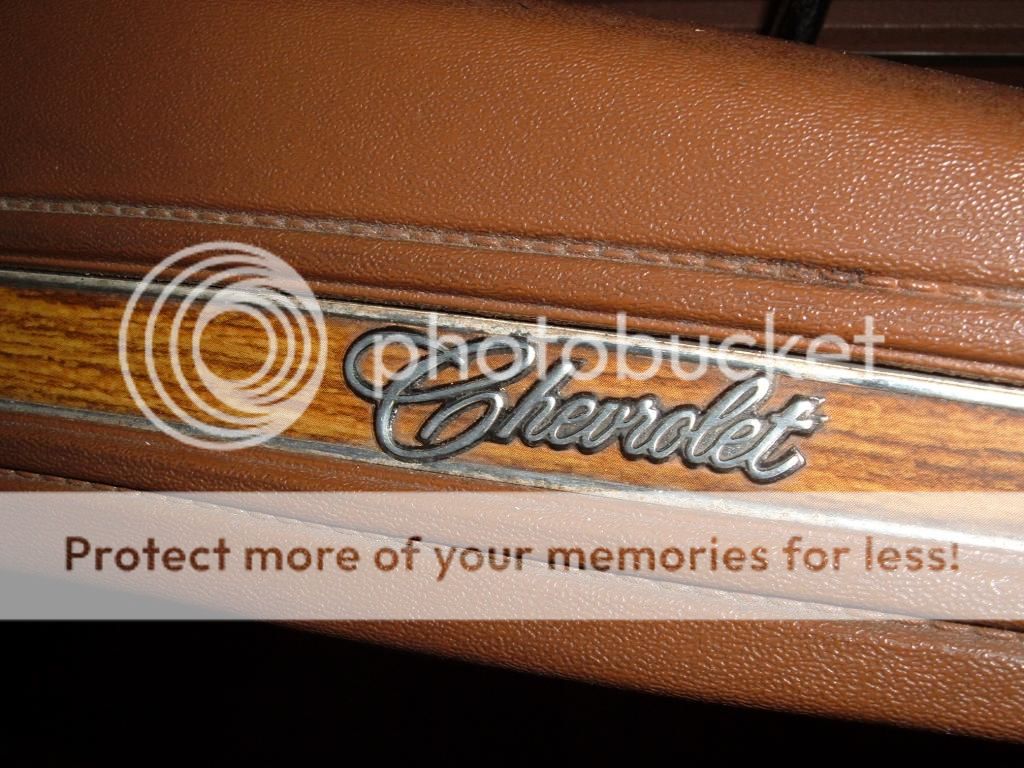 photobucket
Chevrolet
Protect more of your memories for less!